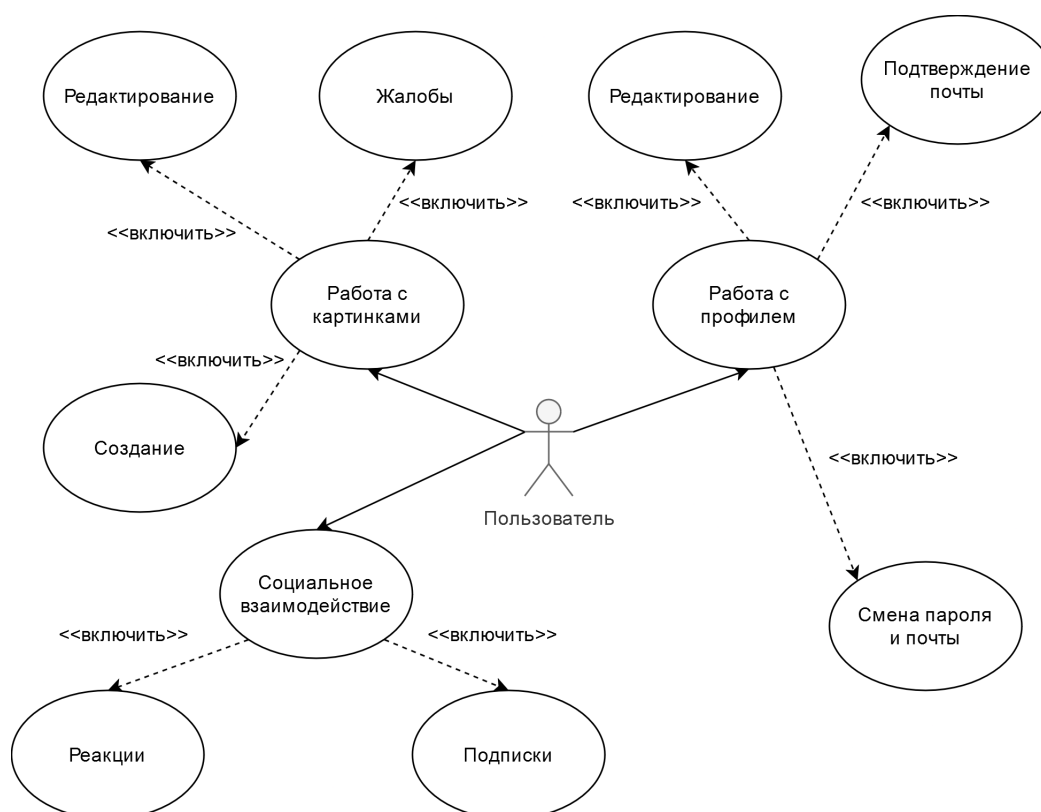 Редактирование
Жалобы
Редактирование
Подтверждение
почты
<<включить>>
<<включить>>
<<включить>>
<<включить>>
Работа с
картинками
Работа с
профилем
<<включить>>
Создание
<<включить>>
Пользователь
Социальное
взаимодействие
Смена пароля
и почты
<<включить>>
<<включить>>
Реакции
Подписки